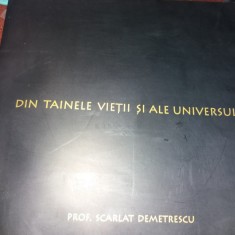 DIN TAINELE VIEȚII ȘI ALE UNIVERSUL
PROF. SCARLAT DEMETRESCU